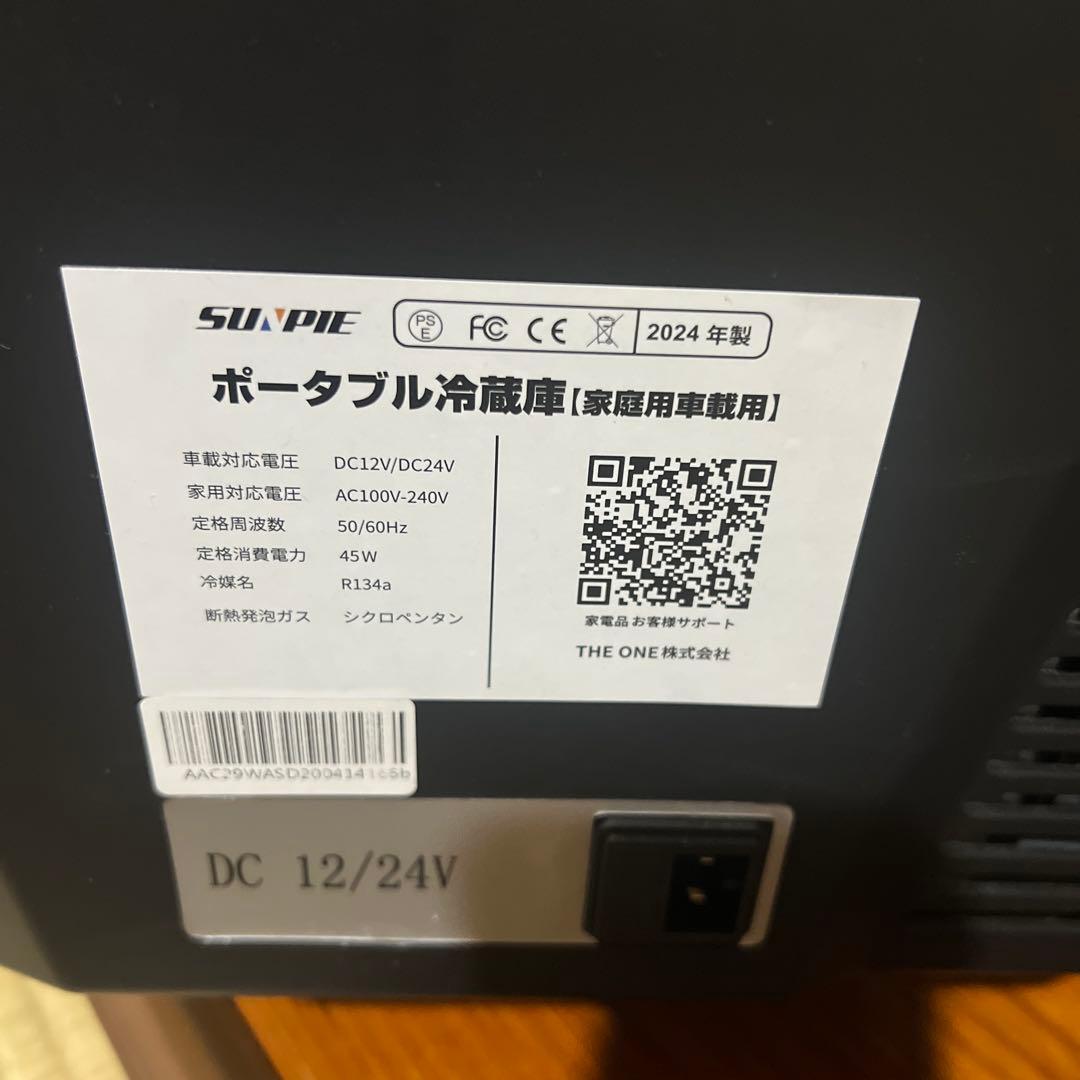 SUNPIE
PS E FC CE 2024年製
ポータブル冷蔵庫【家庭用車載用】
車載対応電圧 DC12V/DC24V
家用対応電圧 AC100V-240V
定格周波数 50/60Hz
定格消費電力 45W
冷媒名 R134a
断熱発泡ガス シクロペンタン
家電品お客様サポート
THE ONE株式会社
DC 12/24V